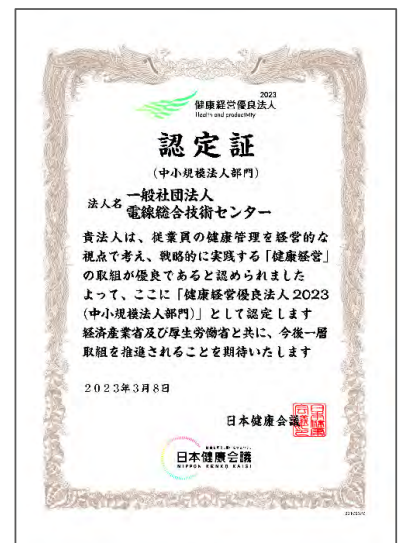 2023
健康経営優良法人
Health and productivity
認定証
(中小規模法人部門)
法人名 一般社団法人
電線総合技術センター
貴法人は、従業員の健康管理を経営的な
視点で考え、戦略的に実践する「健康経営」
の取組が優良であると認められました
よって、ここに「健康経営優良法人2023
(中小規模法人部門)」として認定します
経済産業省及び厚生労働省と共に、今後一層
取組を推進されることを期待いたします
2023年3月8日
日本健康会議
日本健康会議
NIPPON KENKO KAIGI